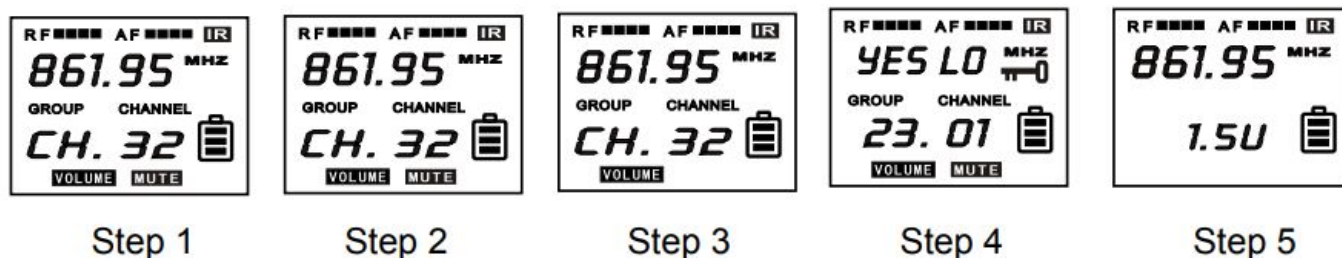 RF AF IR
861.95 MHZ
GROUP CHANNEL
CH. 32
VOLUME MUTE
Step 1
RF AF IR
861.95 MHZ
GROUP CHANNEL
CH. 32
VOLUME MUTE
Step 2
RF AF IR
861.95 MHZ
GROUP CHANNEL
CH. 32
VOLUME
Step 3
RF AF IR
YES LO MHZ
GROUP CHANNEL
23. 01
VOLUME MUTE
Step 4
RF AF IR
861.95 MHZ
1.5U
Step 5